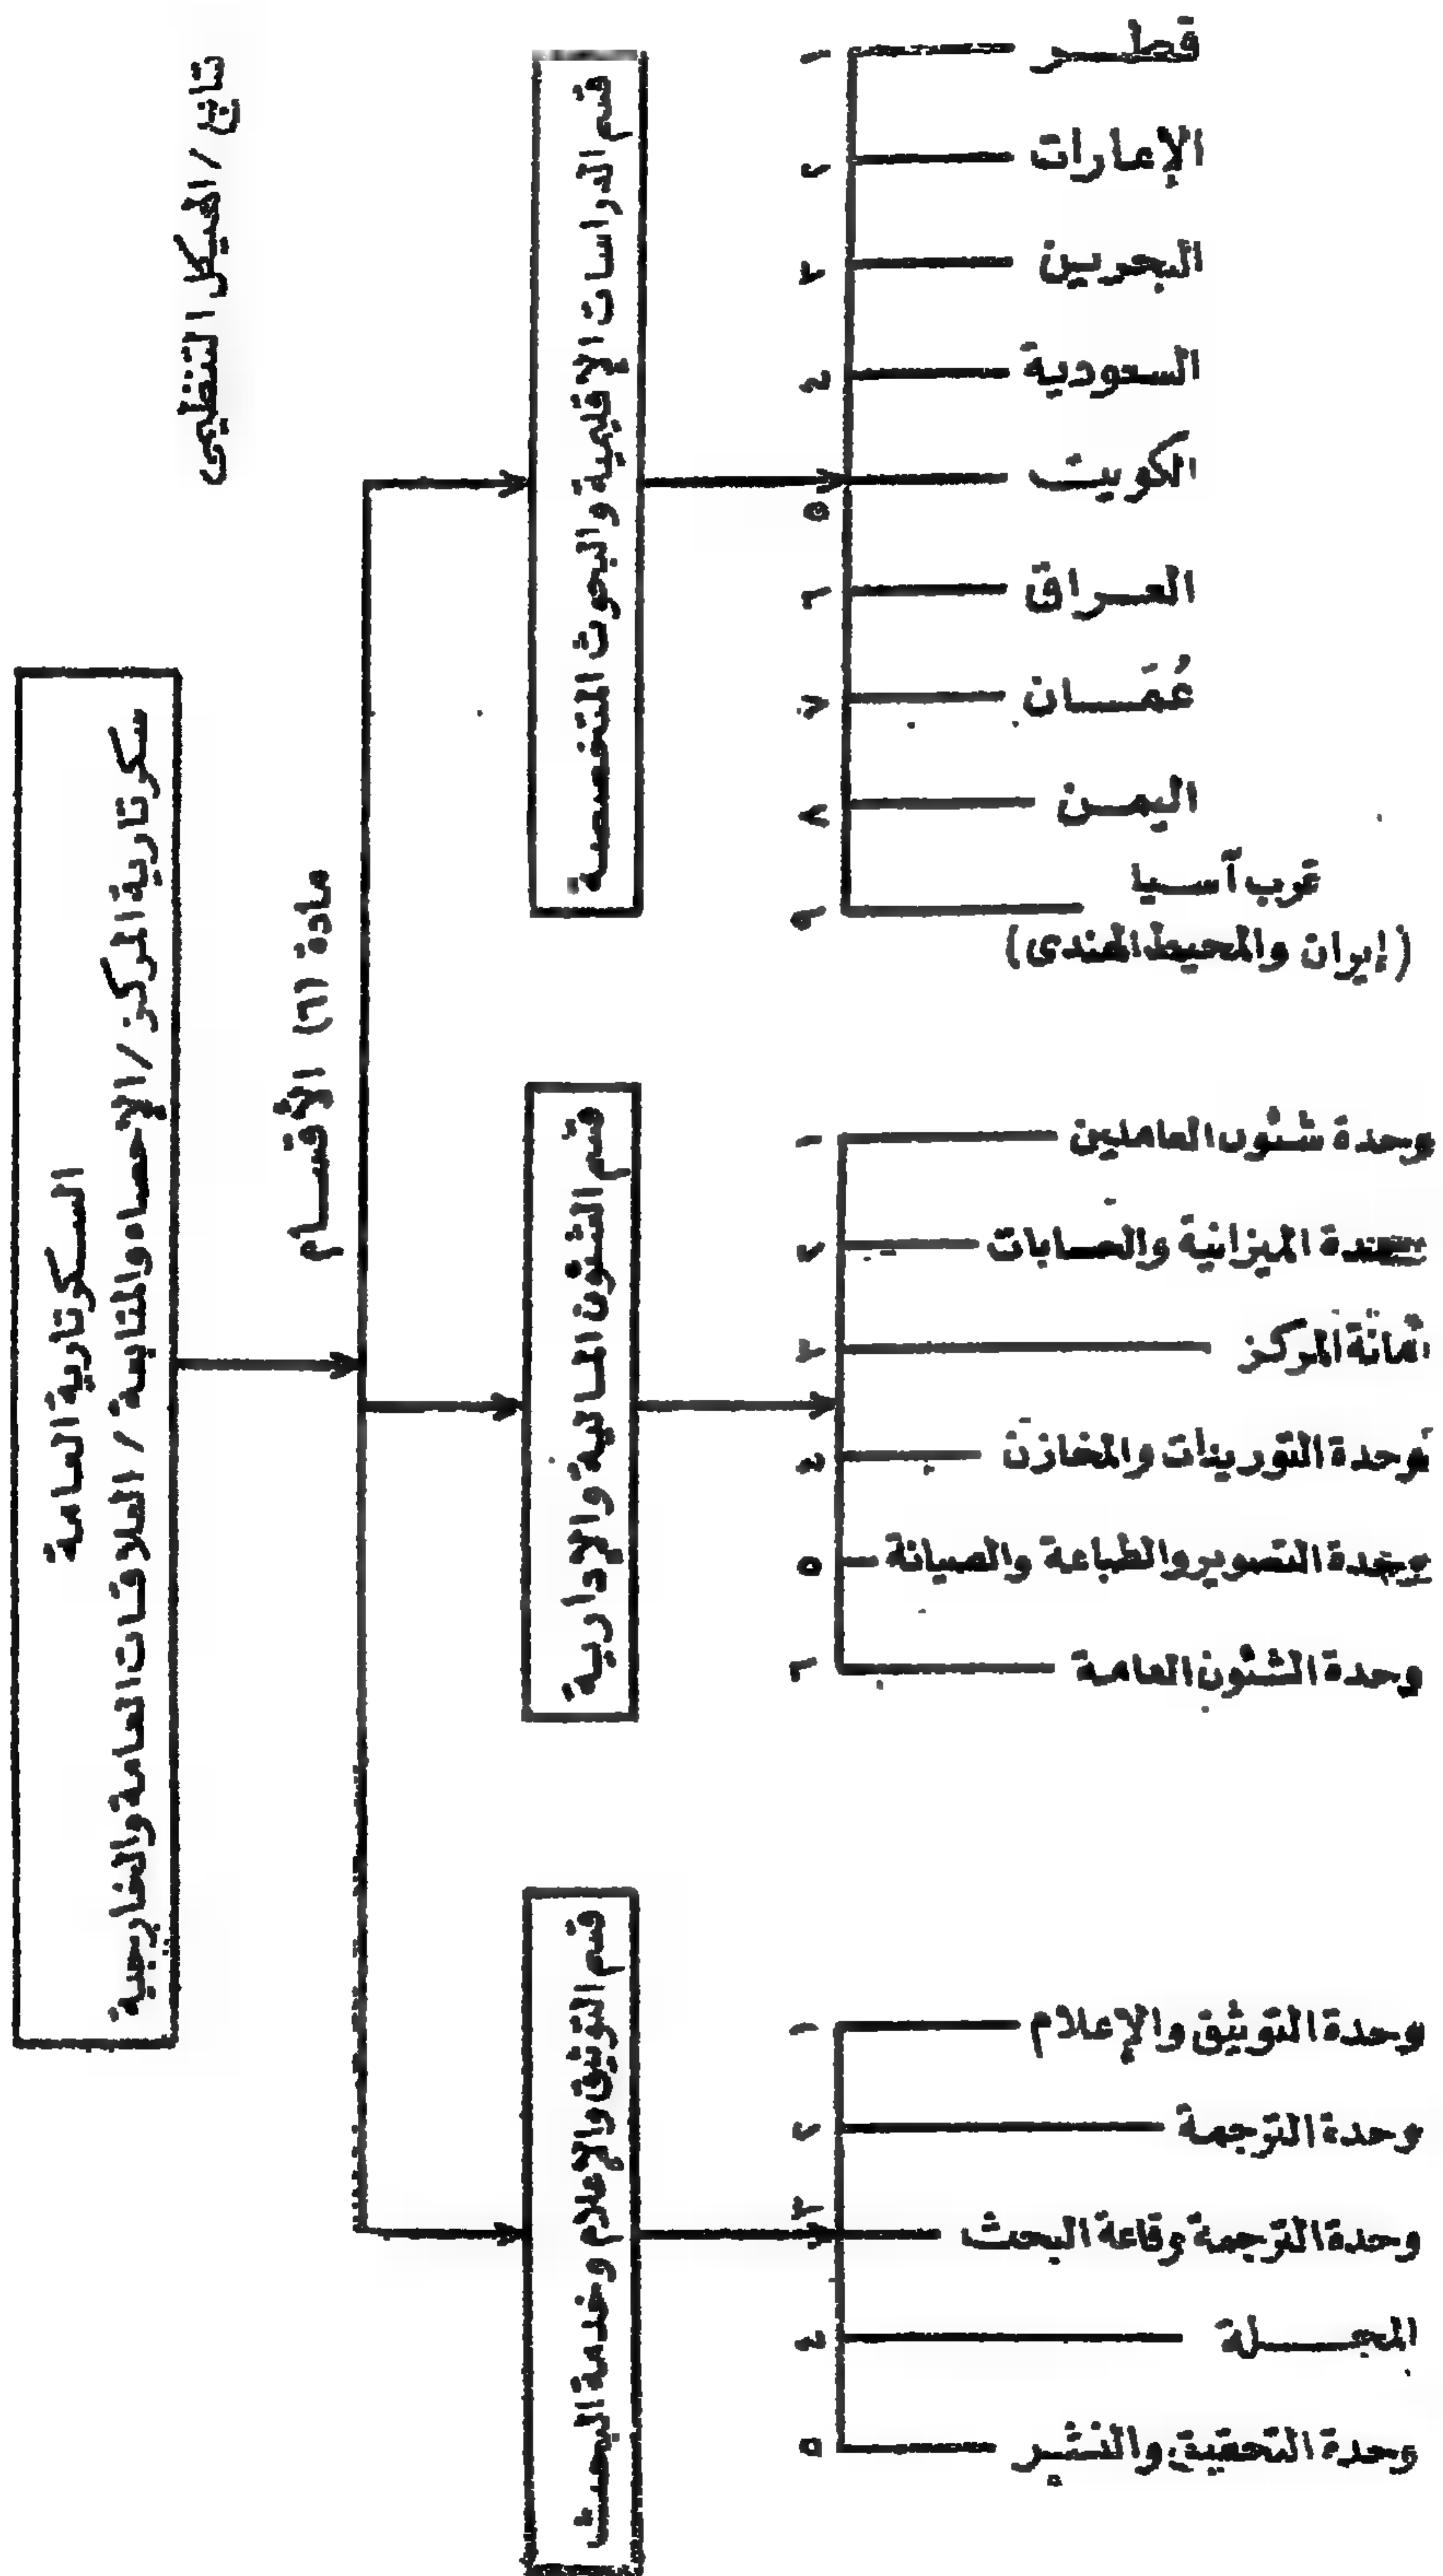 تابع / الهيكل التنظيمى
السكرتارية العامة
سكرتارية المركز / الإحصاء والمتابعة / العلاقات العامة والخارجية
مادة (٦) الأقسام
قسم الدراسات الإقليمية والبحوث المتخصصة
١ قطر
٢ الإمارات
٣ البحرين
٤ السعودية
٥ الكويت
٦ العراق
٧ عُمَان
٨ اليمن
٩ غرب آسيا
(إيران والمحيط الهندى)
قسم الشئون المالية والإدارية
١ وحدة شئون العاملين
٢ وحدة الميزانية والحسابات
٣ أمانة المركز
٤ وحدة التوريدات والمخازن
٥ وحدة التصوير والطباعة والصيانة
٦ وحدة الشئون العامة
قسم التوثيق والإعلام وخدمة البحث
١ وحدة التوثيق والإعلام
٢ وحدة الترجمة
٣ وحدة الترجمة وقاعة البحث
٤ المجلة
٥ وحدة التحقيق والنشر